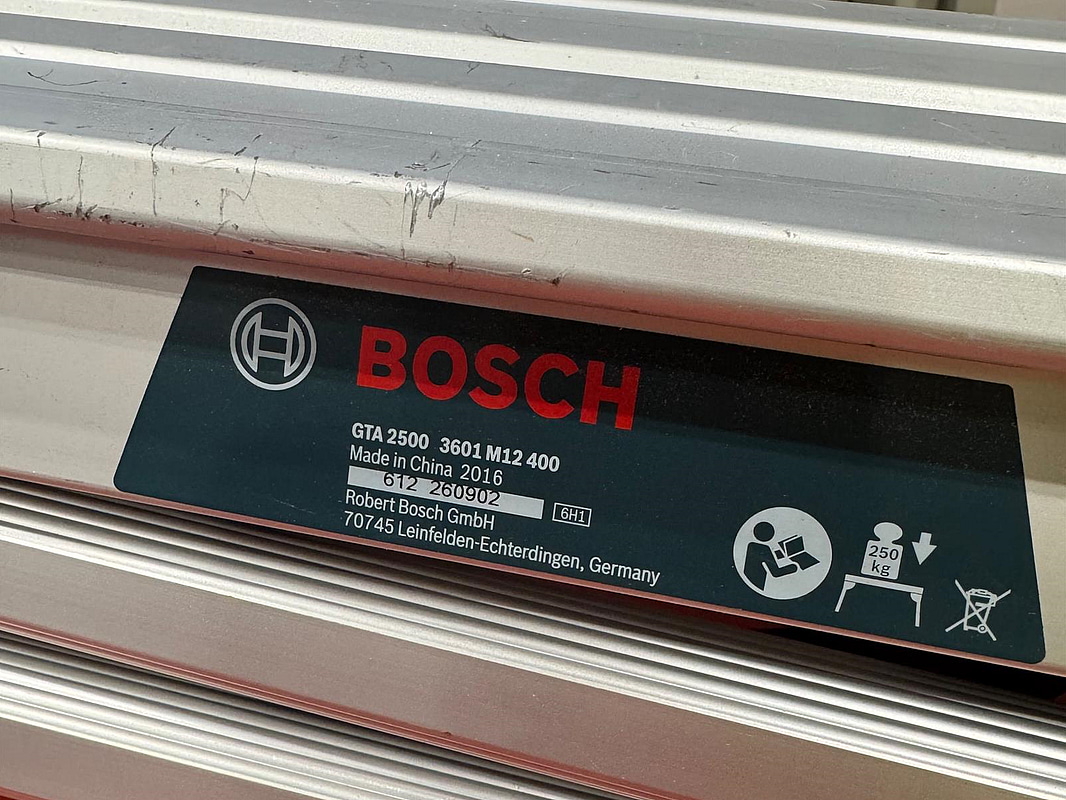 BOSCH
GTA 2500 3601 M12 400
Made in China 2016
612 260902
6H1
Robert Bosch GmbH
70745 Leinfelden-Echterdingen, Germany
250
kg